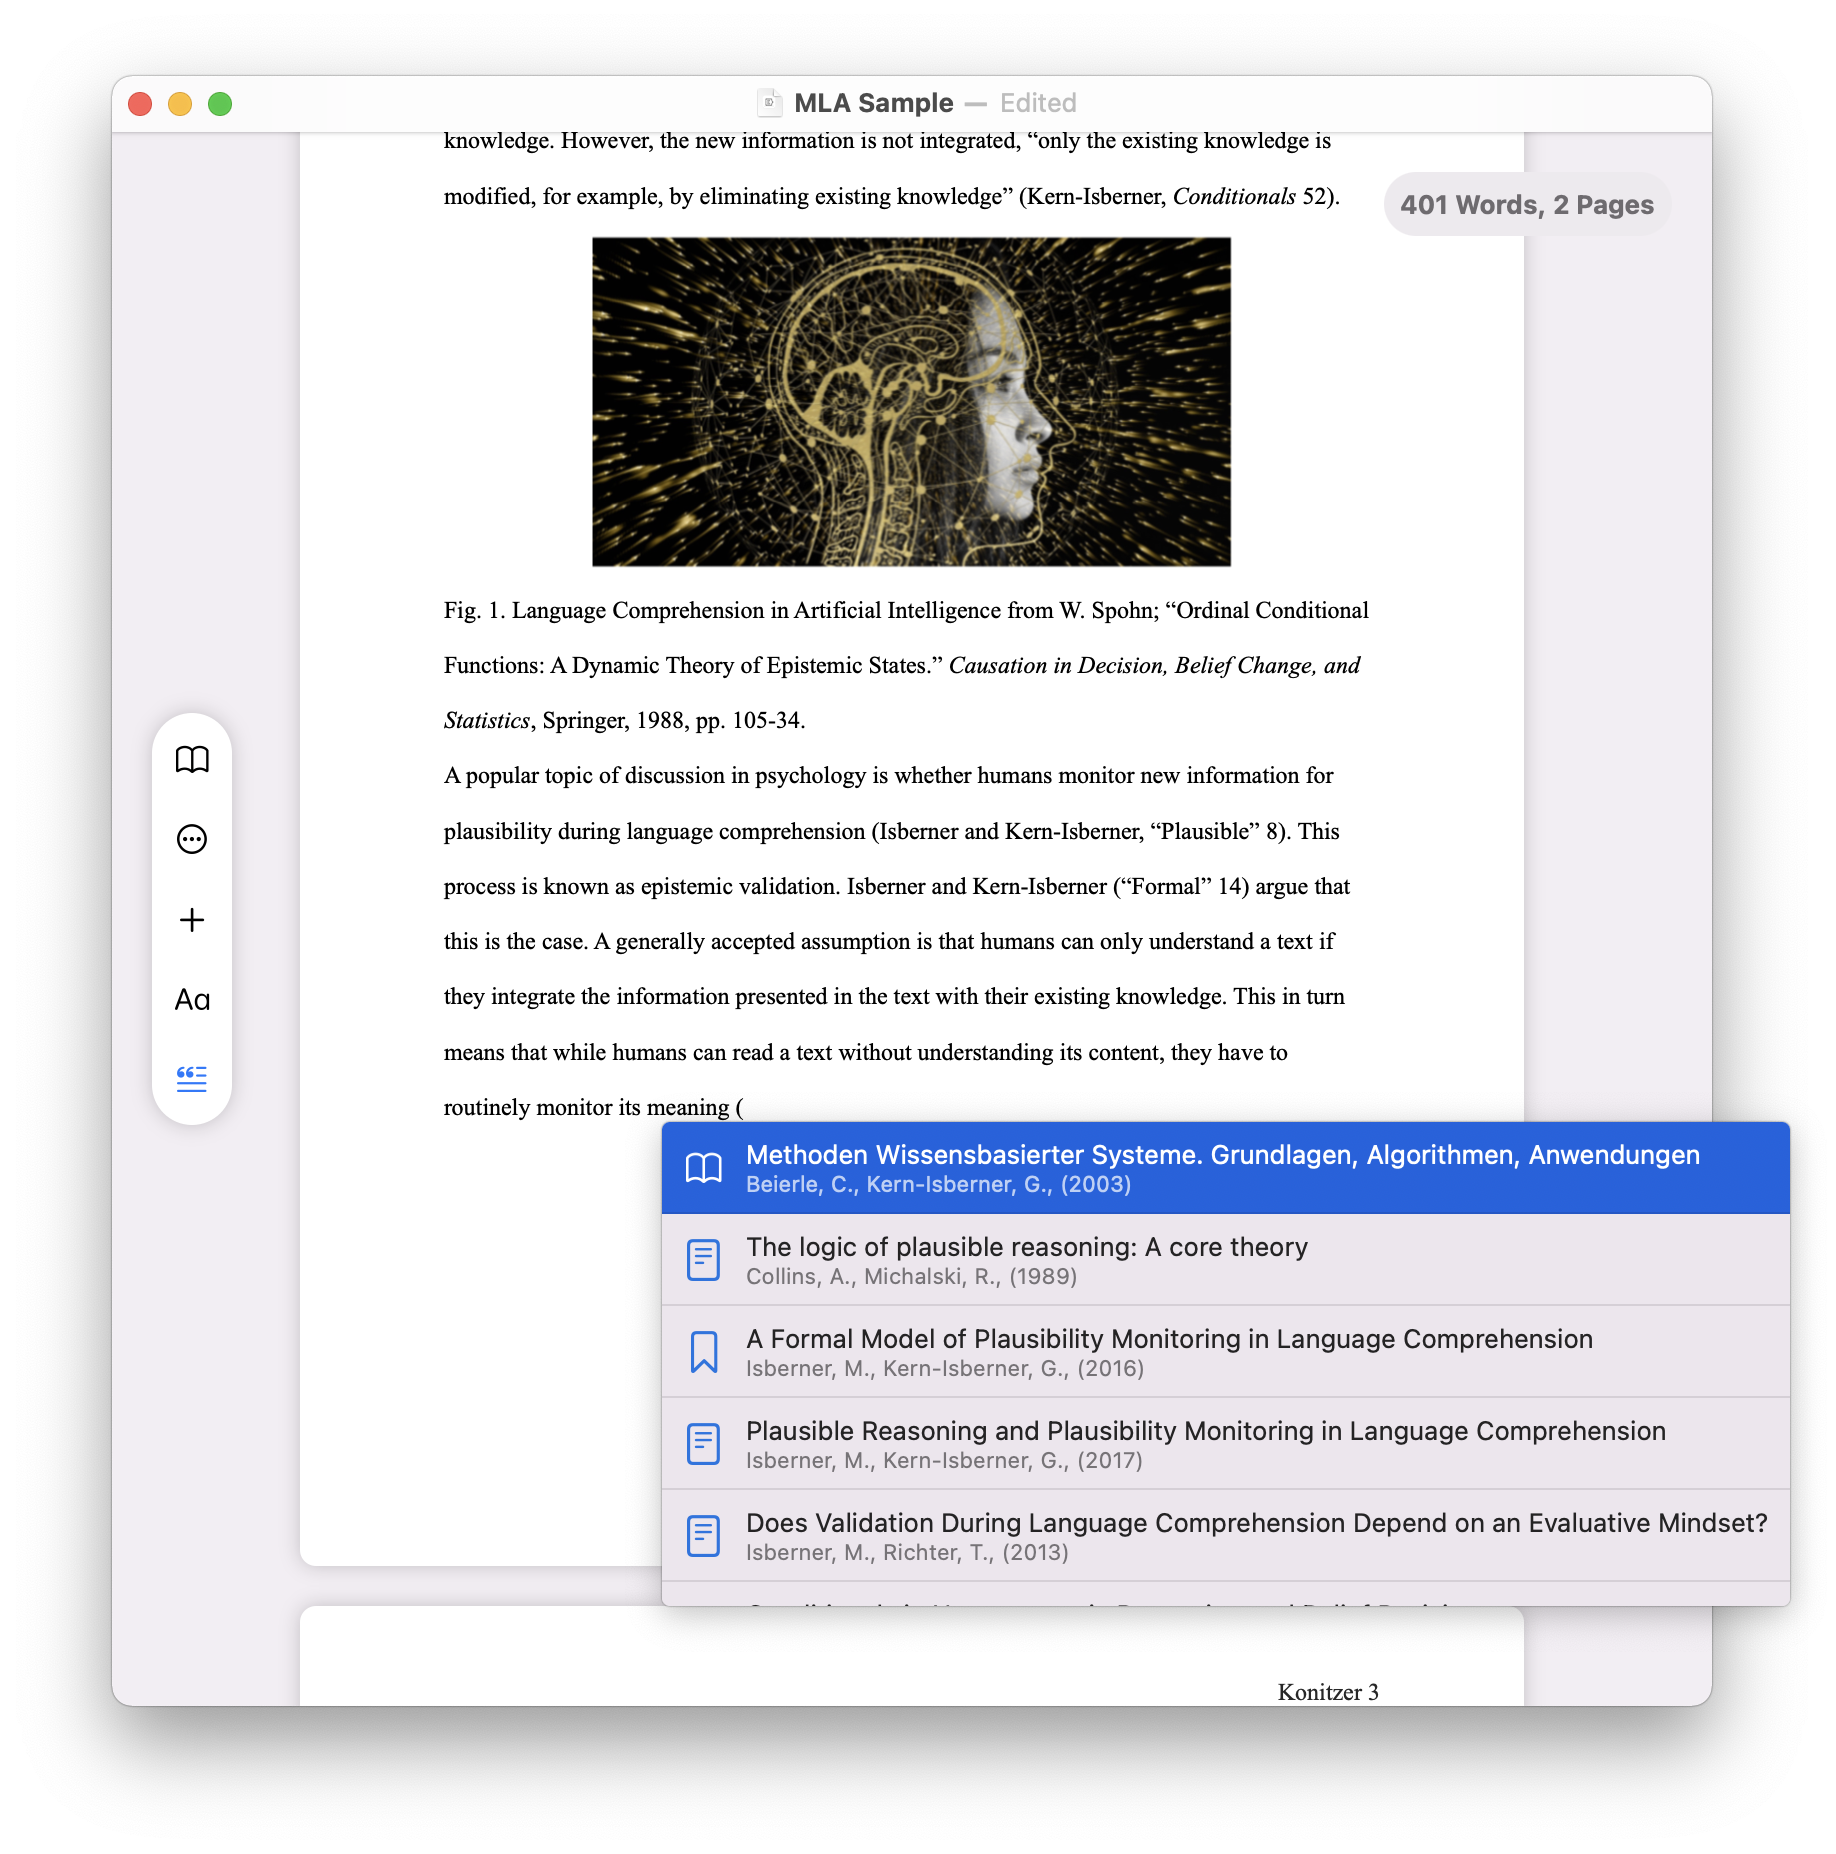 MLA Sample — Edited
knowledge. However, the new information is not integrated, “only the existing knowledge is
modified, for example, by eliminating existing knowledge” (Kern-Isberner, Conditionals 52).
401 Words, 2 Pages
Fig. 1. Language Comprehension in Artificial Intelligence from W. Spohn; “Ordinal Conditional
Functions: A Dynamic Theory of Epistemic States.” Causation in Decision, Belief Change, and
Statistics, Springer, 1988, pp. 105-34.
A popular topic of discussion in psychology is whether humans monitor new information for
plausibility during language comprehension (Isberner and Kern-Isberner, “Plausible” 8). This
process is known as epistemic validation. Isberner and Kern-Isberner (“Formal” 14) argue that
this is the case. A generally accepted assumption is that humans can only understand a text if
they integrate the information presented in the text with their existing knowledge. This in turn
means that while humans can read a text without understanding its content, they have to
routinely monitor its meaning (
Aa
Methoden Wissensbasierter Systeme. Grundlagen, Algorithmen, Anwendungen
Beierle, C., Kern-Isberner, G., (2003)
The logic of plausible reasoning: A core theory
Collins, A., Michalski, R., (1989)
A Formal Model of Plausibility Monitoring in Language Comprehension
Isberner, M., Kern-Isberner, G., (2016)
Plausible Reasoning and Plausibility Monitoring in Language Comprehension
Isberner, M., Kern-Isberner, G., (2017)
Does Validation During Language Comprehension Depend on an Evaluative Mindset?
Isberner, M., Richter, T., (2013)
Konitzer 3